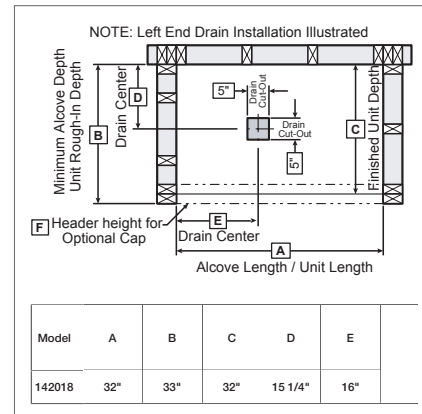 NOTE: Left End Drain Installation Illustrated
Minimum Alcove Depth
Unit Rough-In Depth
B
Drain Center
D
5"
Drain
Cut-Out
Drain
Cut-Out
5"
C
Finished Unit Depth
F Header height for
Optional Cap
E
Drain Center
A
Alcove Length / Unit Length
Model A B C D E
142018 32" 33" 32" 15 1/4" 16"